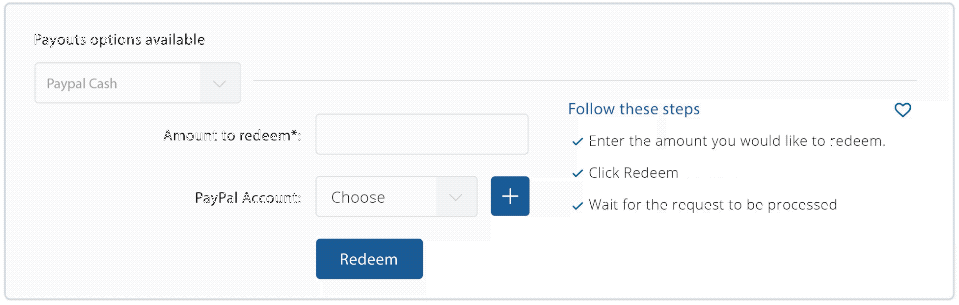 Payouts options available
Paypal Cash
Amount to redeem*:
PayPal Account:
Choose
Redeem
Follow these steps
Enter the amount you would like to redeem.
Click Redeem
Wait for the request to be processed